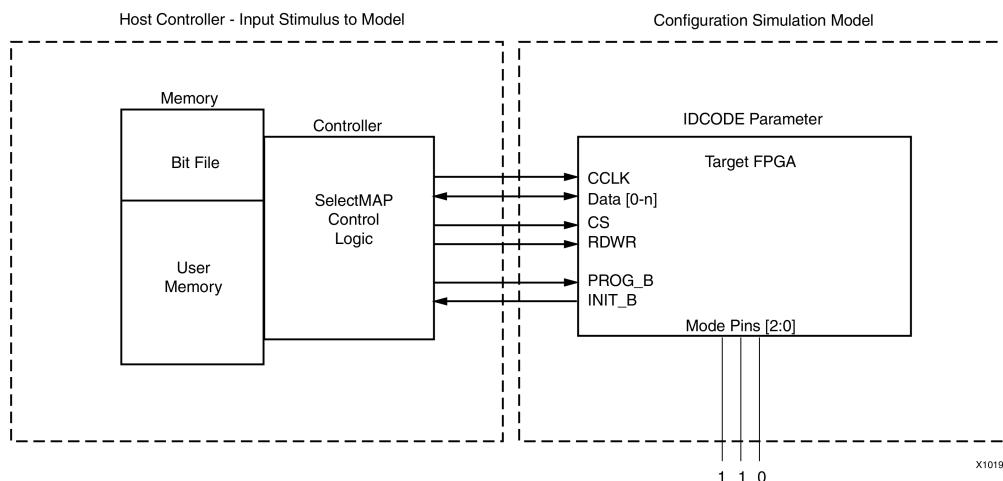 Host Controller - Input Stimulus to Model
Configuration Simulation Model
Memory
Bit File
User
Memory
Controller
SelectMAP
Control
Logic
IDCODE Parameter
Target FPGA
CCLK
Data [0-n]
CS
RDWR
PROG_B
INIT_B
Mode Pins [2:0]
1 1 0
X1019